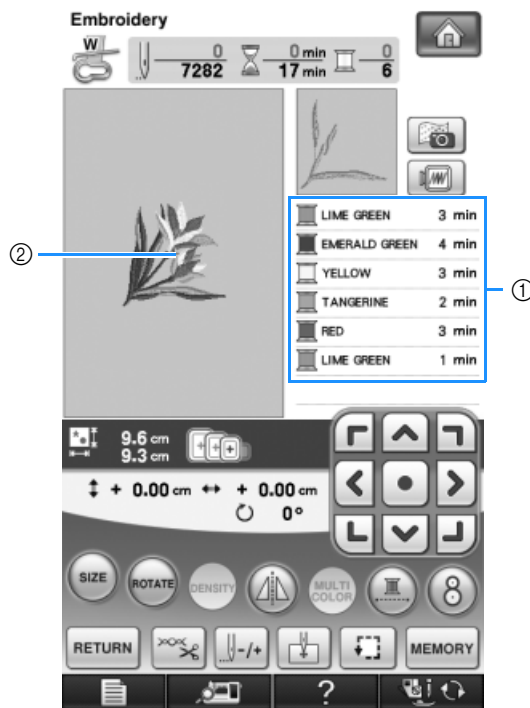 Embroidery
W
0
7282
0 min
17 min
0
6
LIME GREEN 3 min
EMERALD GREEN 4 min
YELLOW 3 min
TANGERINE 2 min
RED 3 min
LIME GREEN 1 min
①
②
9.6 cm
9.3 cm
+ 0.00 cm + 0.00 cm
0°
SIZE
ROTATE
DENSITY
MULTI
COLOR
8
RETURN
-/+
MEMORY
?